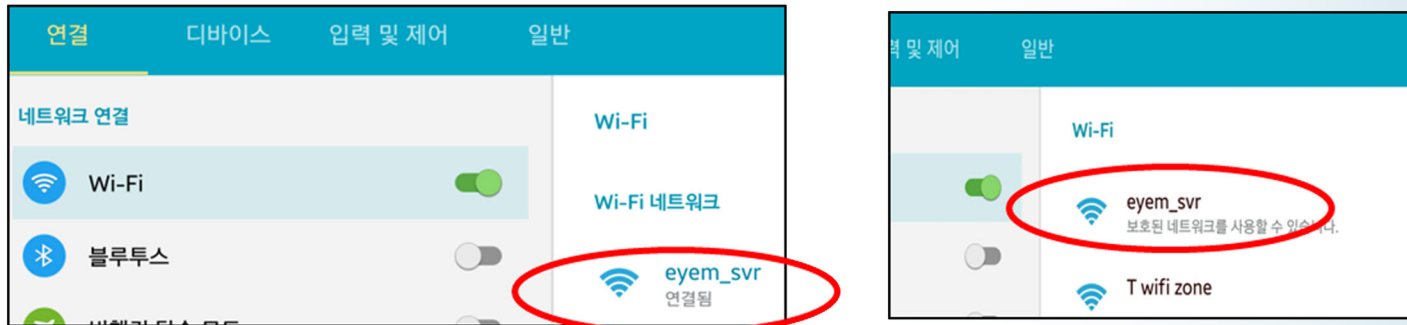 연결 디바이스 입력 및 제어 일반
네트워크 연결
Wi-Fi
블루투스
Wi-Fi
Wi-Fi 네트워크
eyem_svr
연결됨
및 제어 일반
Wi-Fi
eyem_svr
보호된 네트워크를 사용할 수 있습니다.
T wifi zone